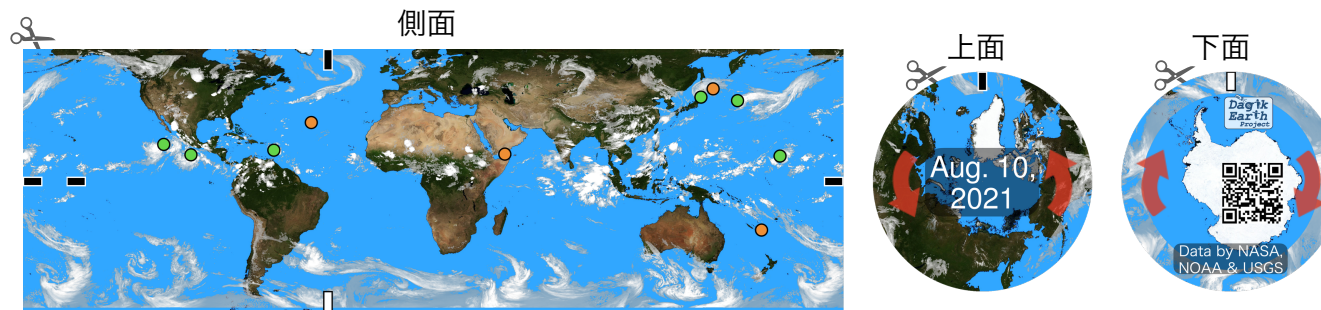 側面
上面
下面
Aug. 10,
2021
Dagik
Earth
Project
Data by NASA,
NOAA & USGS